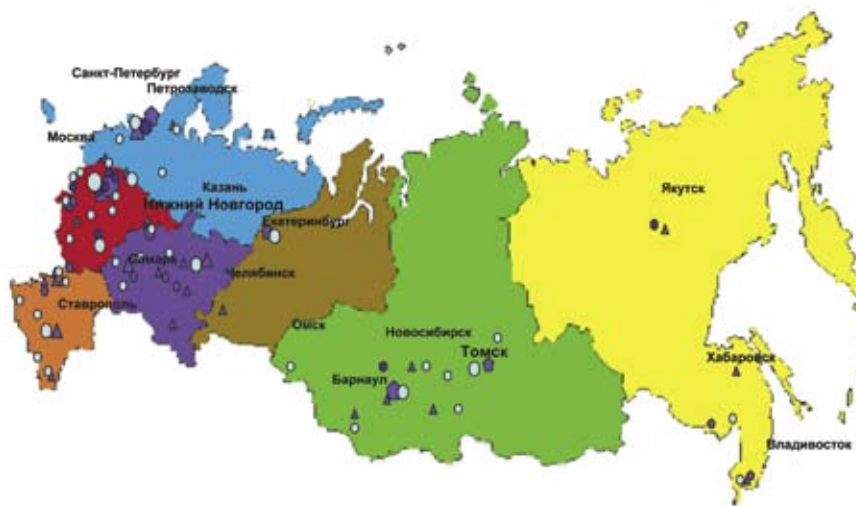 Санкт-Петербург
Петрозаводск
Москва
Казань
Нижний Новгород
Якутск
Екатеринбург
Самара
Челябинск
Ставрополь
Омск
Новосибирск
Томск
Хабаровск
Барнаул
Владивосток